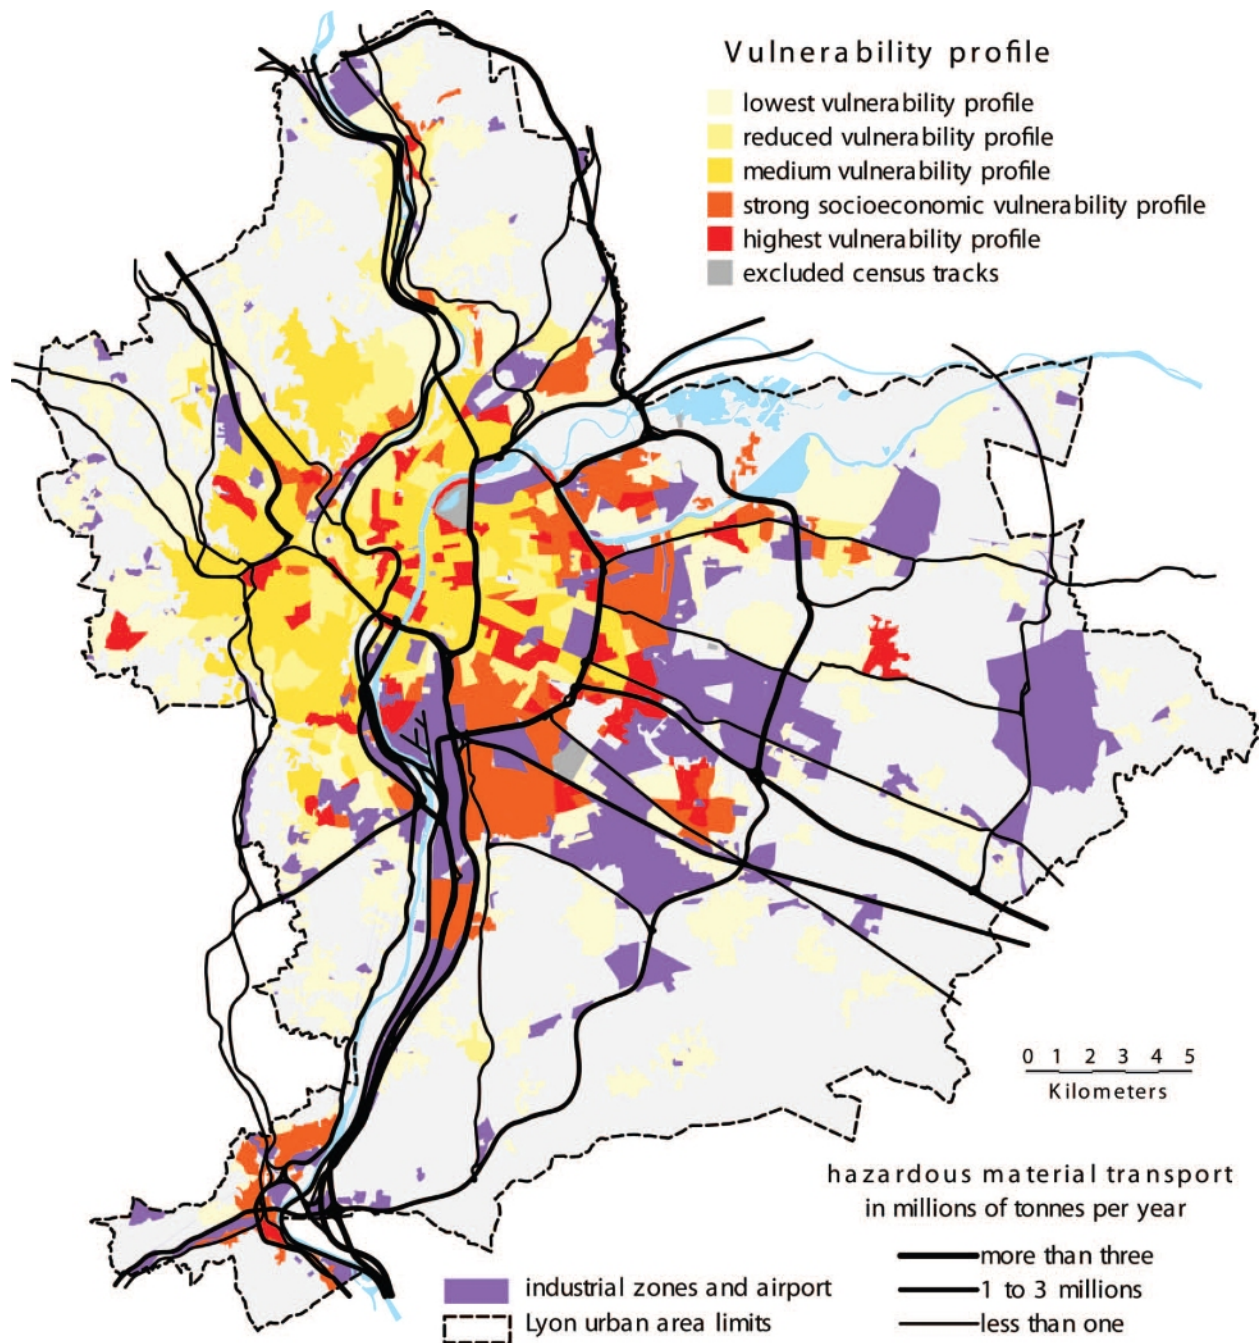 Vulnerability profile
lowest vulnerability profile
reduced vulnerability profile
medium vulnerability profile
strong socioeconomic vulnerability profile
highest vulnerability profile
excluded census tracks
0 1 2 3 4 5
Kilometers
hazardous material transport
in millions of tonnes per year
more than three
1 to 3 millions
less than one
industrial zones and airport
Lyon urban area limits